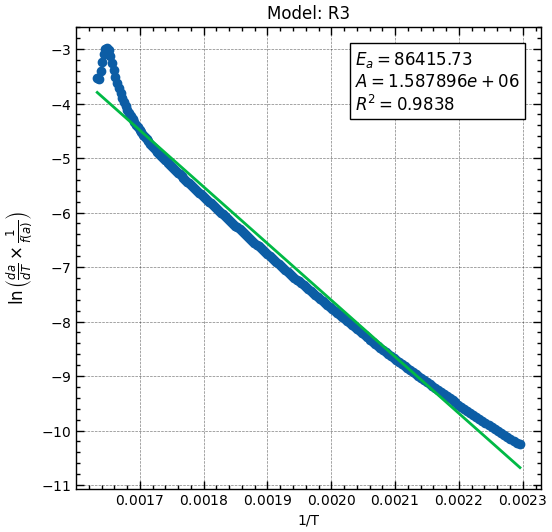 Model: R3
E_a = 86415.73
A = 1.587896e + 06
R^2 = 0.9838
ln (da/dT × 1/f(a))
−3
−4
−5
−6
−7
−8
−9
−10
−11
0.0017 0.0018 0.0019 0.0020 0.0021 0.0022 0.0023
1/T